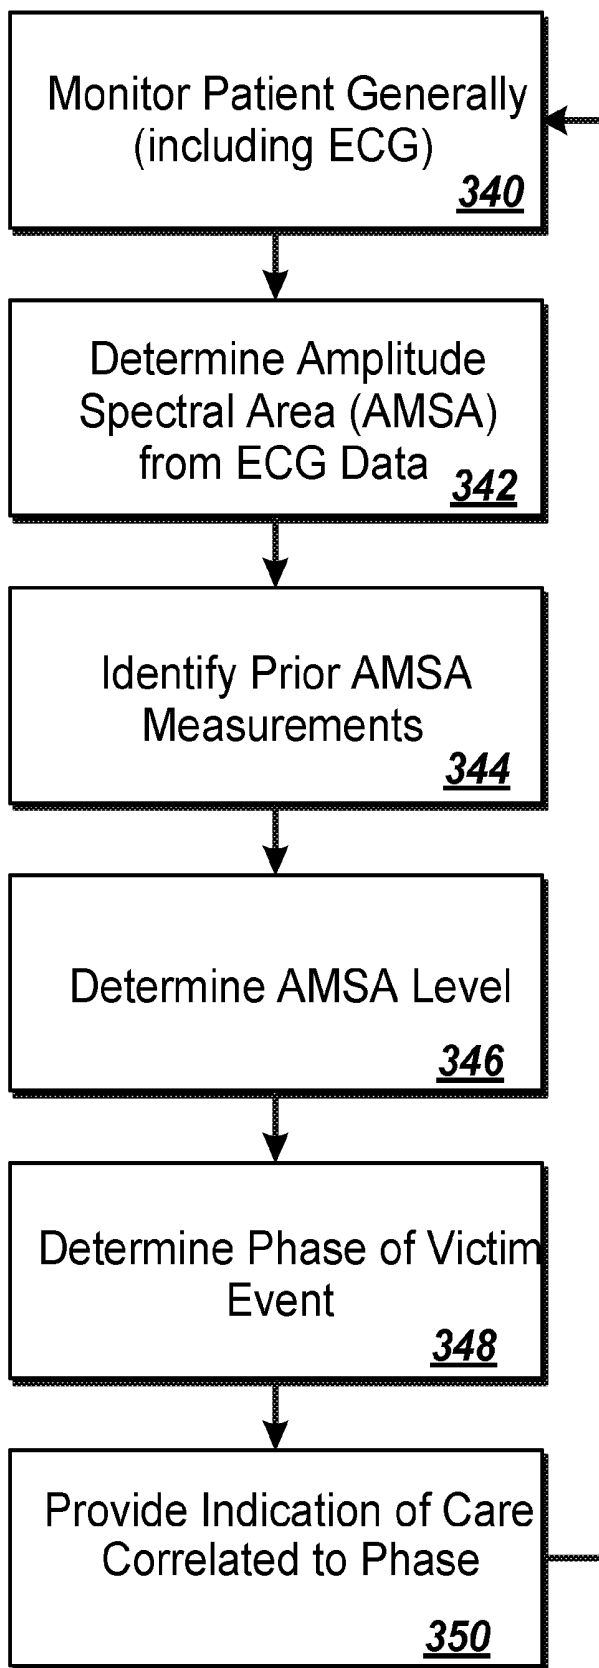 Monitor Patient Generally
(including ECG)
340
Determine Amplitude
Spectral Area (AMSA)
from ECG Data
342
Identify Prior AMSA
Measurements
344
Determine AMSA Level
346
Determine Phase of Victim
Event
348
Provide Indication of Care
Correlated to Phase
350